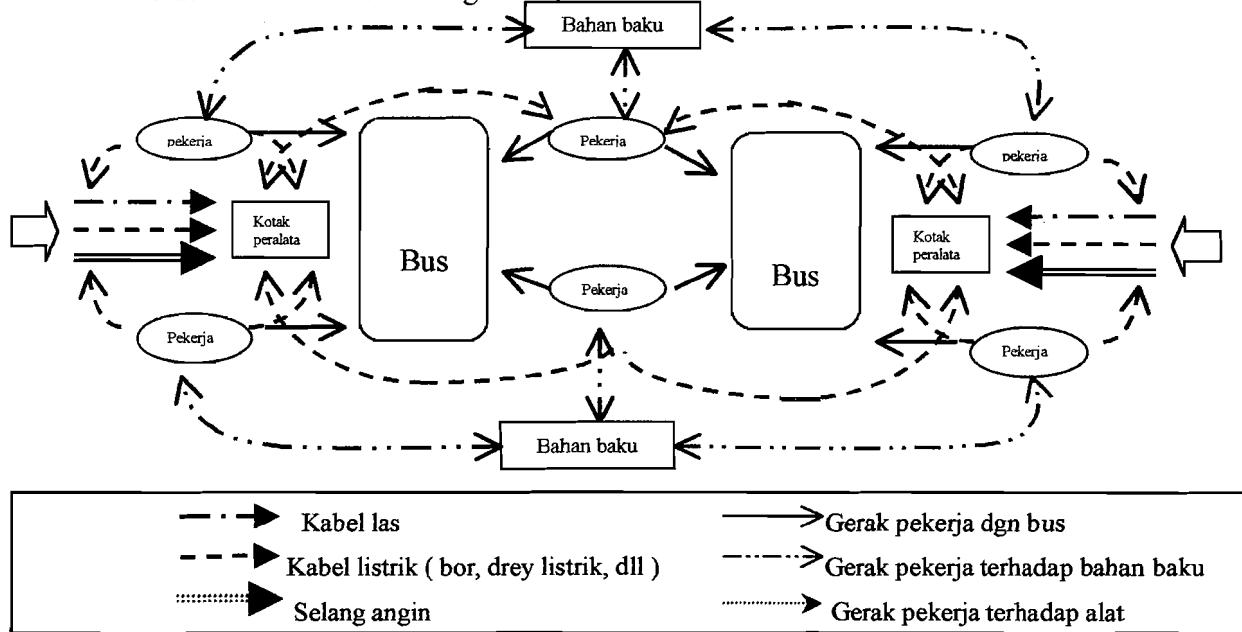 Bahan baku
pekerja
Pekerja
pekerja
Kotak
peralata
Bus
Bus
Kotak
peralata
Pekerja
Pekerja
Pekerja
Bahan baku
Kabel las
Gerak pekerja dgn bus
Kabel listrik ( bor, drey listrik, dll )
Gerak pekerja terhadap bahan baku
Selang angin
Gerak pekerja terhadap alat